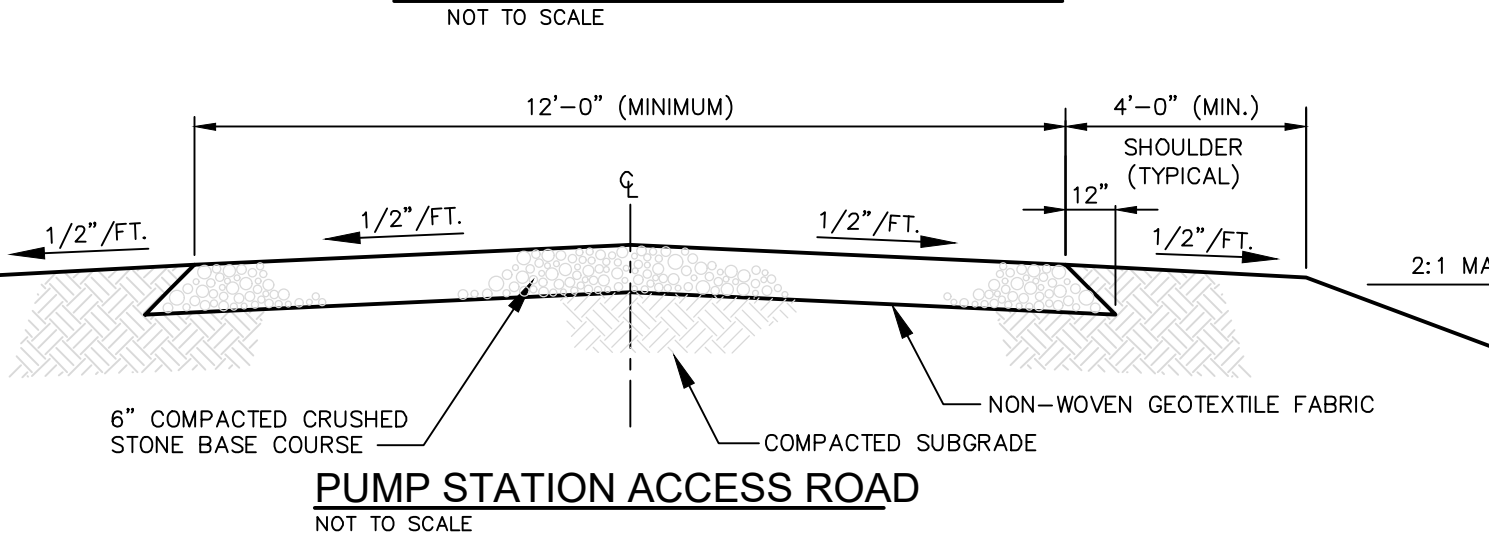 NOT TO SCALE
12'-0" (MINIMUM)
4'-0" (MIN.)
SHOULDER
(TYPICAL)
12"
℄
1/2"/FT.
1/2"/FT.
1/2"/FT.
1/2"/FT.
2:1
6" COMPACTED CRUSHED
STONE BASE COURSE
NON-WOVEN GEOTEXTILE FABRIC
COMPACTED SUBGRADE
PUMP STATION ACCESS ROAD
NOT TO SCALE